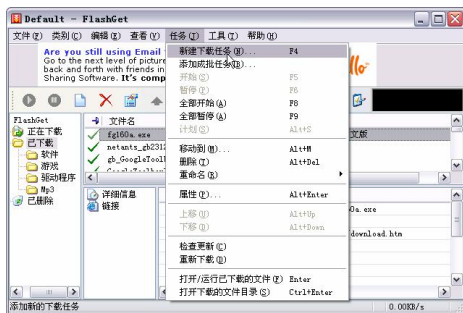 Default - FlashGet
文件(F) 类别(C) 编辑(E) 查看(V) 任务(J) 工具(T) 帮助(H)
Are you still using Email
Go to the next level of picture
back and forth with friends in
Sharing Software. It's comp
llo
新建下载任务(N)... F4
添加成批任务(B)...
开始(S) F5
暂停(P) F6
全部开始(A) F8
全部暂停(A) F9
计划(S) Alt+S
移动到(M)... Alt+M
删除(T) Alt+Del
重命名(R)
属性(P)... Alt+Enter
上移(U) Alt+Up
下移(D) Alt+Down
检查更新(C)
重新下载(D)
打开/运行已下载的文件(F) Enter
打开下载的文件目录(S) Ctrl+Enter
FlashGet
正在下载
已下载
软件
游戏
驱动程序
Mp3
已删除
文件名
fg160a.exe
netants_gb2312
gb_GoogleTool
文版
详细信息
链接
0a.exe
download.htm
添加新的下载任务
0.00KB/s